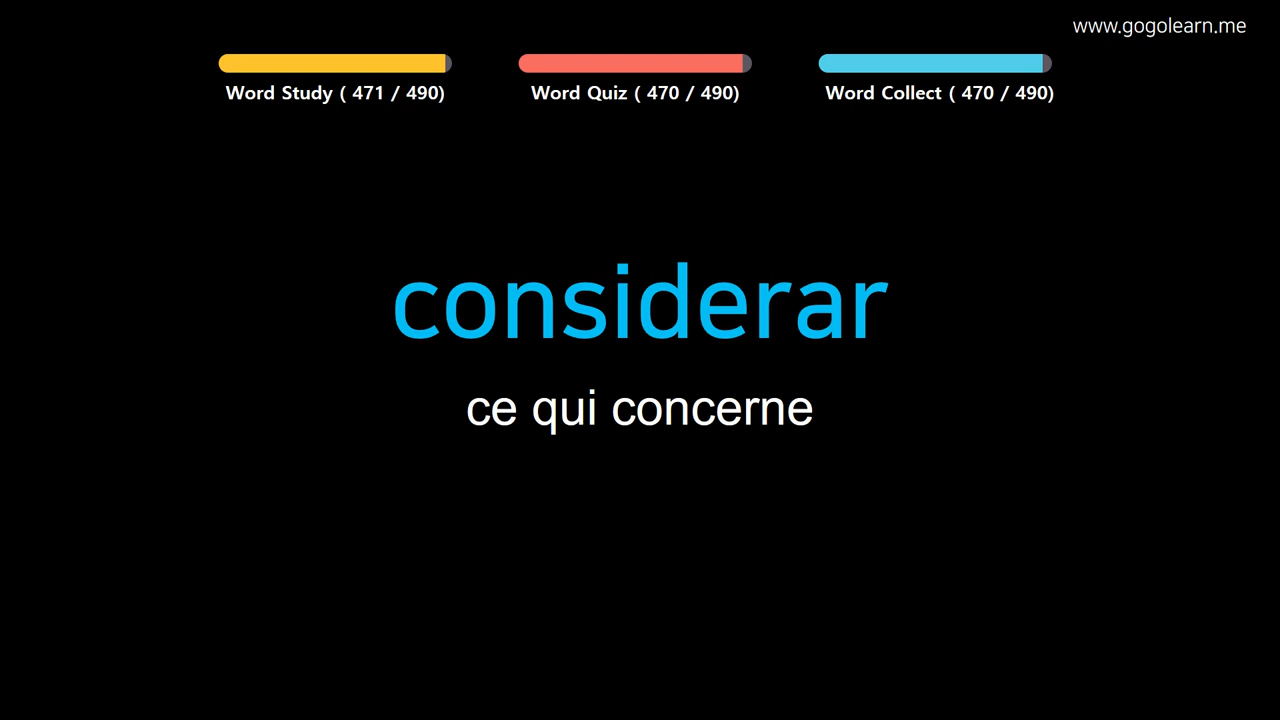 www.gogolearn.me
Word Study ( 471 / 490)
Word Quiz ( 470 / 490)
Word Collect ( 470 / 490)
considerar
ce qui concerne